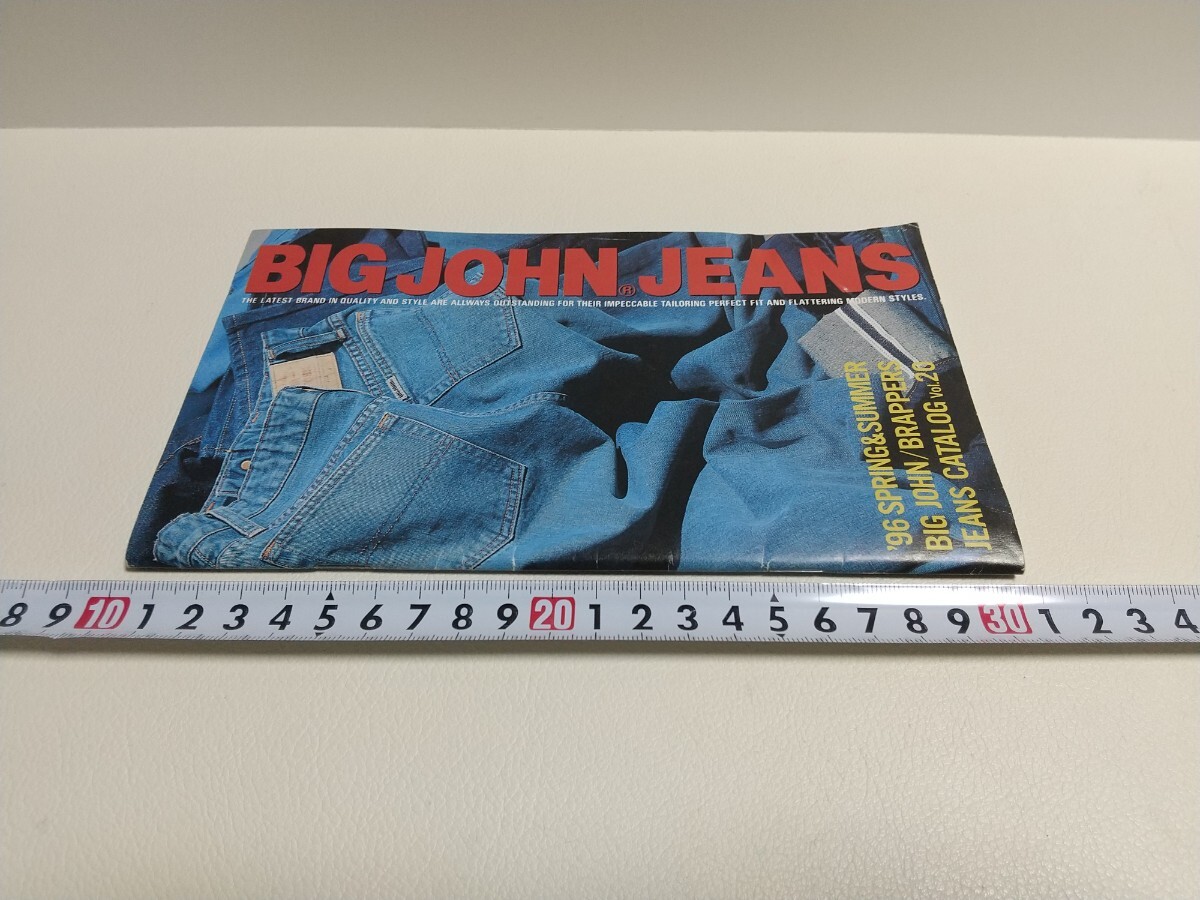 BIG JOHN® JEANS
THE LATEST BRAND IN QUALITY AND STYLE ARE ALLWAYS OUTSTANDING FOR THEIR IMPECCABLE TAILORING PERFECT FIT AND FLATTERING MODERN STYLES.
'96 SPRING&SUMMER
BIG JOHN/BRAPPERS
JEANS CATALOG Vol.26
8 9 10 1 2 3 4 5 6 7 8 9 20 1 2 3 4 5 6 7 8 9 30 1 2 3 4